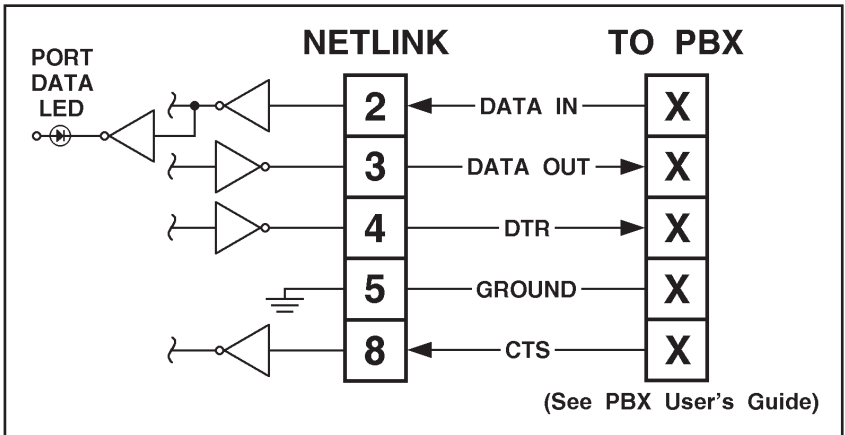 NETLINK
TO PBX
PORT
DATA
LED
2
DATA IN
X
3
DATA OUT
X
4
DTR
X
5
GROUND
X
8
CTS
X
(See PBX User's Guide)